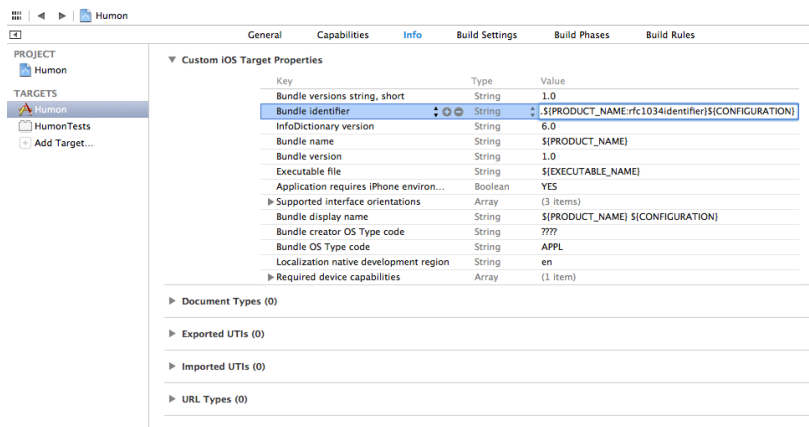 Humon
General Capabilities Info Build Settings Build Phases Build Rules
PROJECT
Humon
TARGETS
Humon
HumonTests
Add Target...
Custom iOS Target Properties
Key Type Value
Bundle versions string, short String 1.0
Bundle identifier String .${PRODUCT_NAME:rfc1034identifier}${CONFIGURATION}
InfoDictionary version String 6.0
Bundle name String ${PRODUCT_NAME}
Bundle version String 1.0
Executable file String ${EXECUTABLE_NAME}
Application requires iPhone environ... Boolean YES
Supported interface orientations Array (3 items)
Bundle display name String ${PRODUCT_NAME} ${CONFIGURATION}
Bundle creator OS Type code String ????
Bundle OS Type code String APPL
Localization native development region String en
Required device capabilities Array (1 item)
Document Types (0)
Exported UTIs (0)
Imported UTIs (0)
URL Types (0)